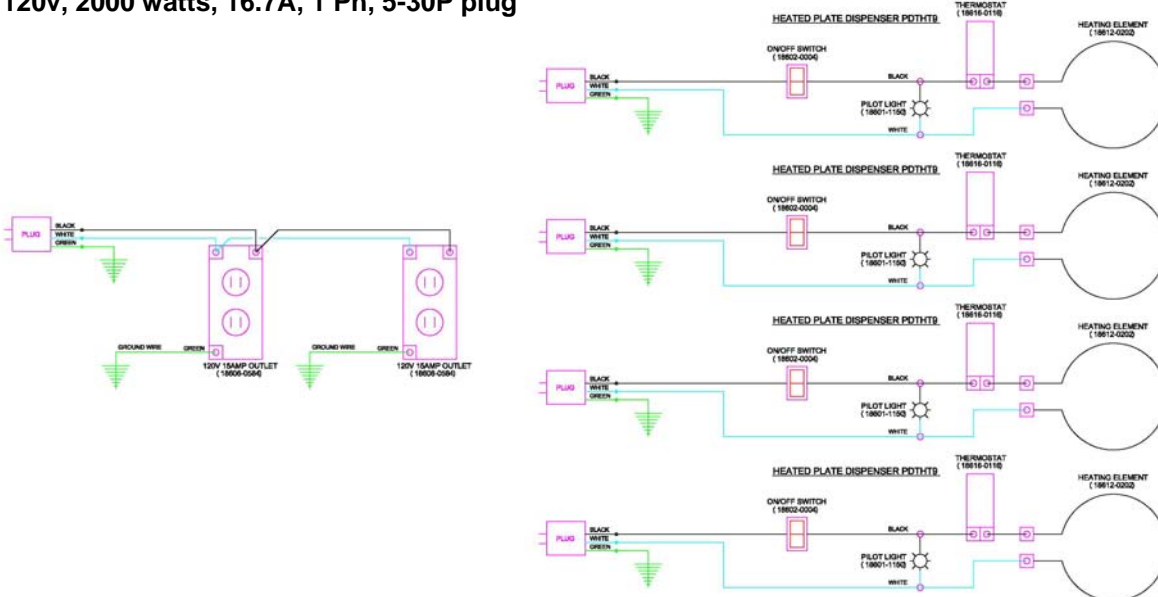 120v, 2000 watts, 16.7A, 1 Ph, 5-30P plug
PLUG
BLACK
WHITE
GREEN
GROUND WIRE
GREEN
120V 15AMP OUTLET
( 18606-0584)
GROUND WIRE
GREEN
120V 15AMP OUTLET
( 18606-0584)
HEATED PLATE DISPENSER PDTHT9
PLUG
BLACK
WHITE
GREEN
ON/OFF SWITCH
( 18602-0004)
BLACK
PILOT LIGHT
( 18601-1150)
WHITE
THERMOSTAT
( 18616-0116)
HEATING ELEMENT
( 18612-0202)
HEATED PLATE DISPENSER PDTHT9
PLUG
BLACK
WHITE
GREEN
ON/OFF SWITCH
( 18602-0004)
BLACK
PILOT LIGHT
( 18601-1150)
WHITE
THERMOSTAT
( 18616-0116)
HEATING ELEMENT
( 18612-0202)
HEATED PLATE DISPENSER PDTHT9
PLUG
BLACK
WHITE
GREEN
ON/OFF SWITCH
( 18602-0004)
BLACK
PILOT LIGHT
( 18601-1150)
WHITE
THERMOSTAT
( 18616-0116)
HEATING ELEMENT
( 18612-0202)
HEATED PLATE DISPENSER PDTHT9
PLUG
BLACK
WHITE
GREEN
ON/OFF SWITCH
( 18602-0004)
BLACK
PILOT LIGHT
( 18601-1150)
WHITE
THERMOSTAT
( 18616-0116)
HEATING ELEMENT
( 18612-0202)